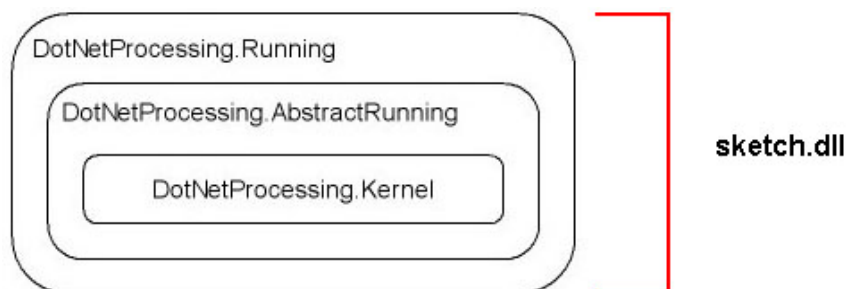 DotNetProcessing.Running
DotNetProcessing.AbstractRunning
DotNetProcessing.Kernel
sketch.dll